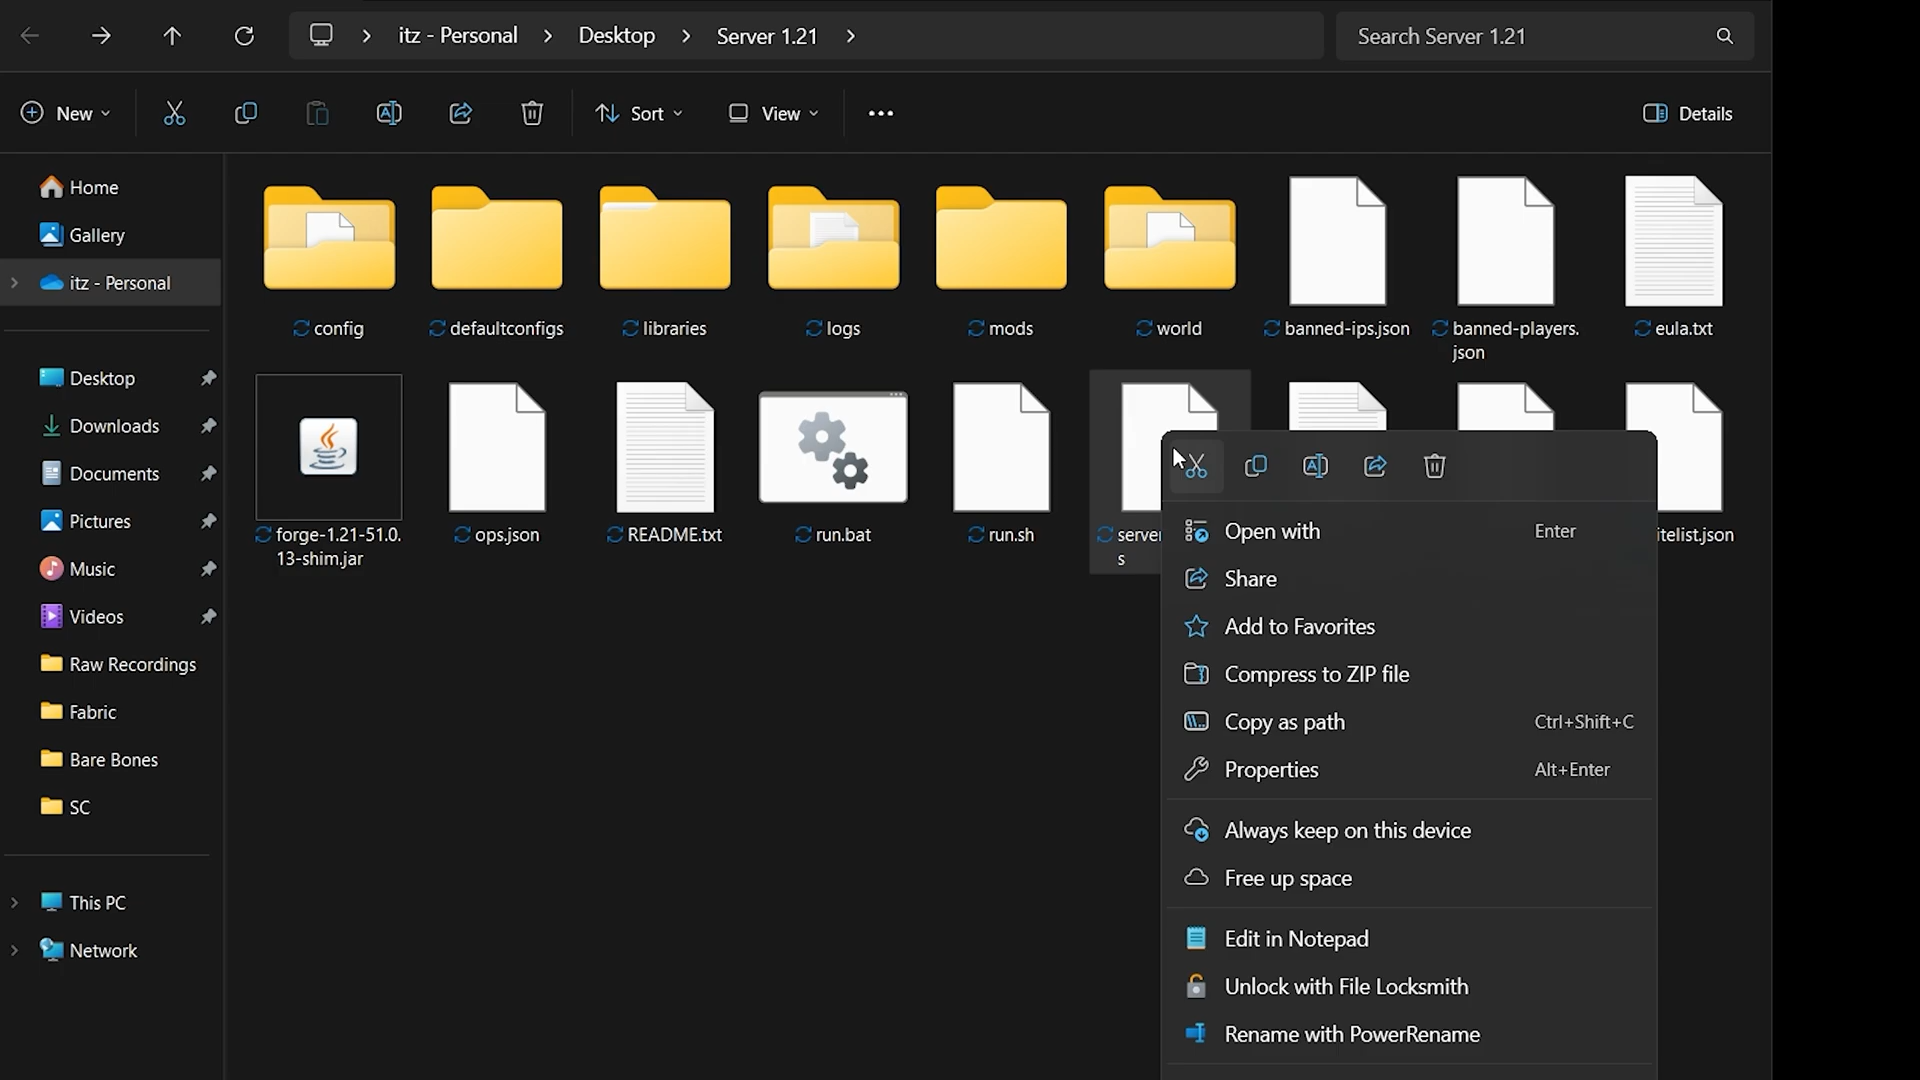 itz - Personal > Desktop > Server 1.21 >
Search Server 1.21
New
Sort
View
Details
Home
Gallery
itz - Personal
Desktop
Downloads
Documents
Pictures
Music
Videos
Raw Recordings
Fabric
Bare Bones
SC
This PC
Network
config
defaultconfigs
libraries
logs
mods
world
banned-ips.json
banned-players.
json
eula.txt
forge-1.21-51.0.
13-shim.jar
ops.json
README.txt
run.bat
run.sh
server
s
itelist.json
Open with Enter
Share
Add to Favorites
Compress to ZIP file
Copy as path Ctrl+Shift+C
Properties Alt+Enter
Always keep on this device
Free up space
Edit in Notepad
Unlock with File Locksmith
Rename with PowerRename